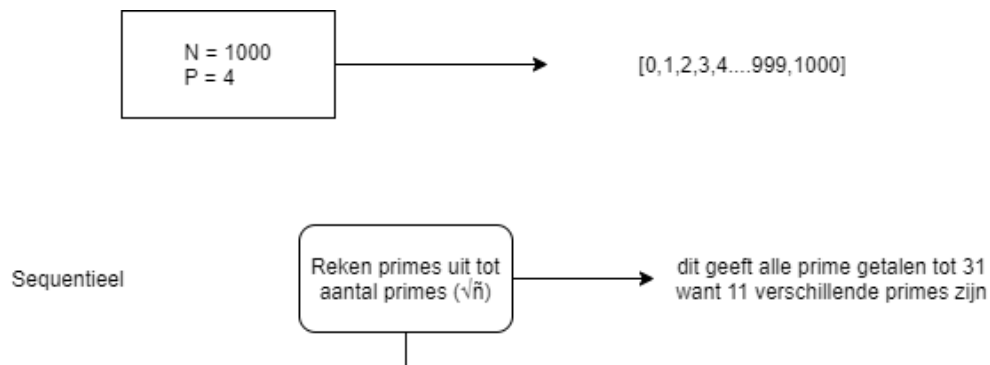 N = 1000
P = 4
[0,1,2,3,4....999,1000]
Sequentieel
Reken primes uit tot
aantal primes (√ñ)
dit geeft alle prime getalen tot 31
want 11 verschillende primes zijn